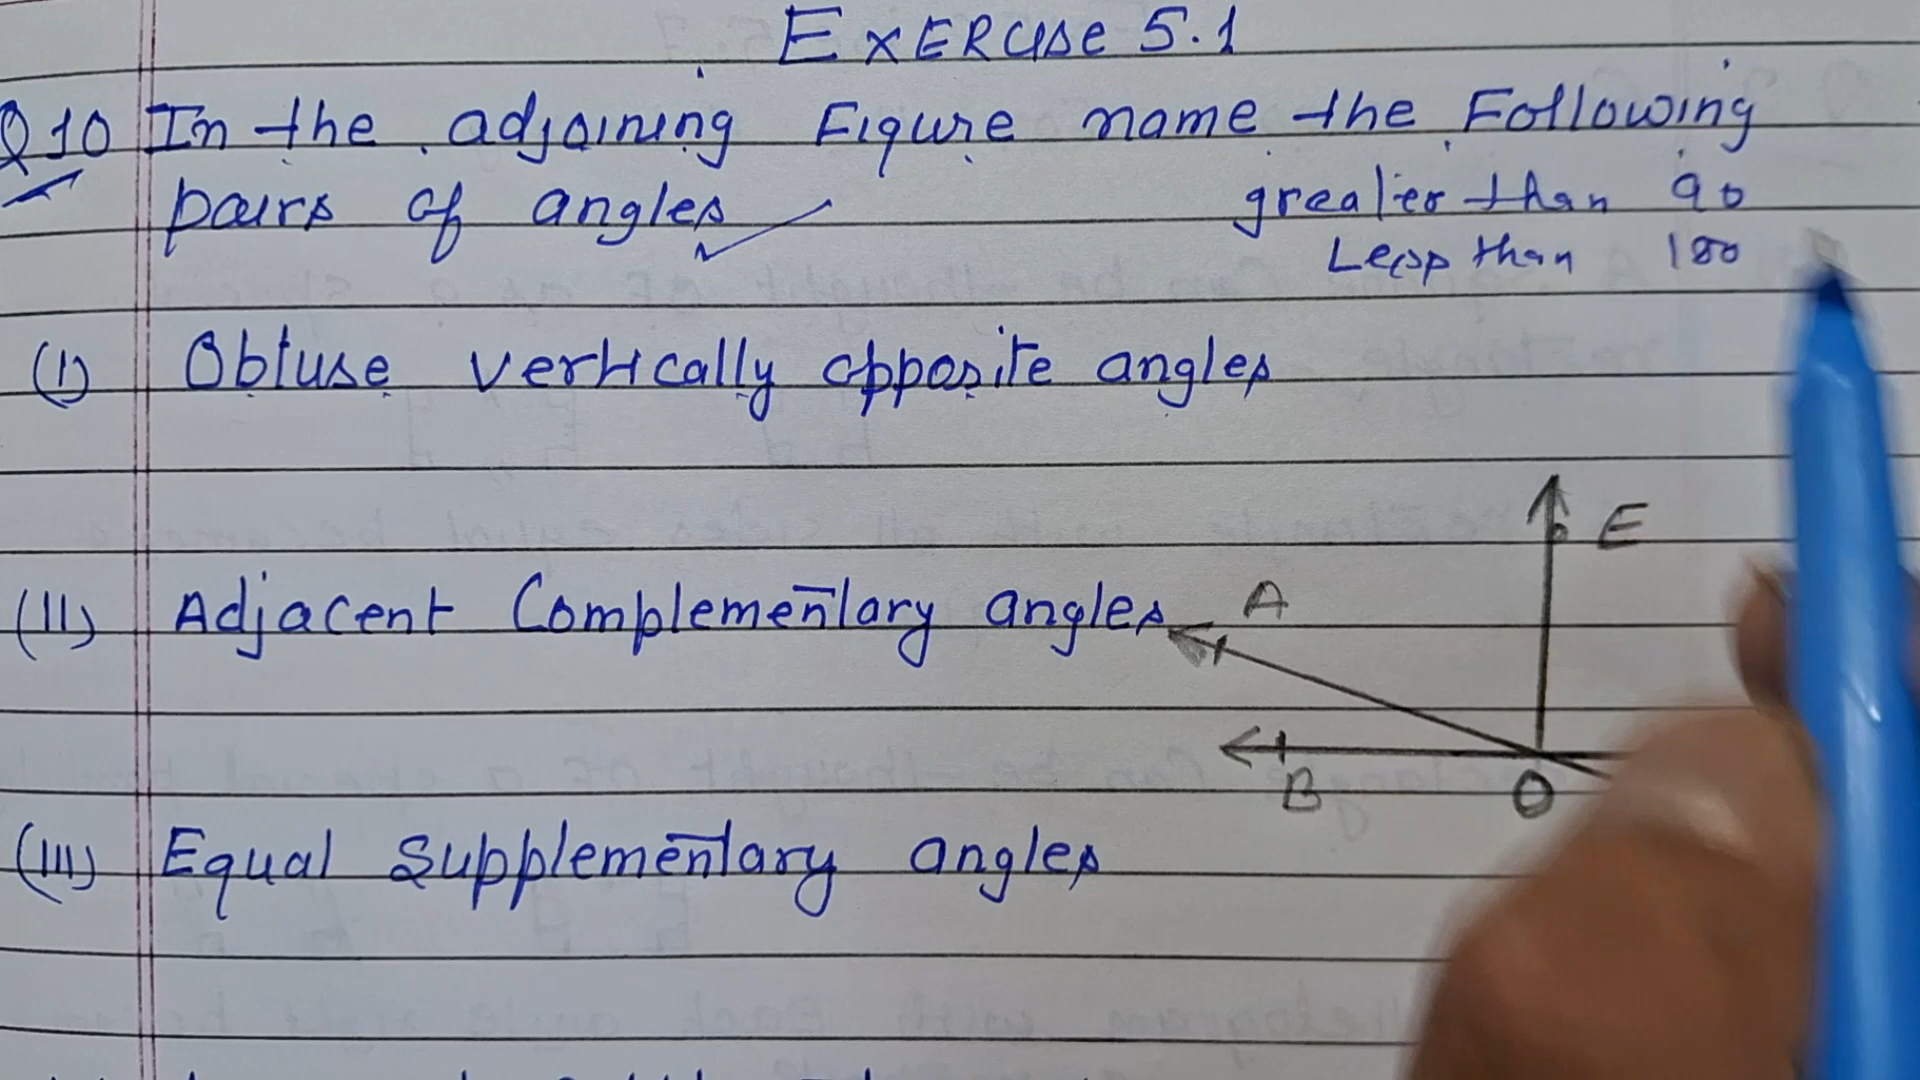 Exercise 5.1
Q10 In the adjoining Figure name the Following
pairs of angles
greater than 90
Less than 180
(I) Obtuse vertically opposite angles
E
(II) Adjacent Complementary angles
A
B
O
(III) Equal Supplementary angles